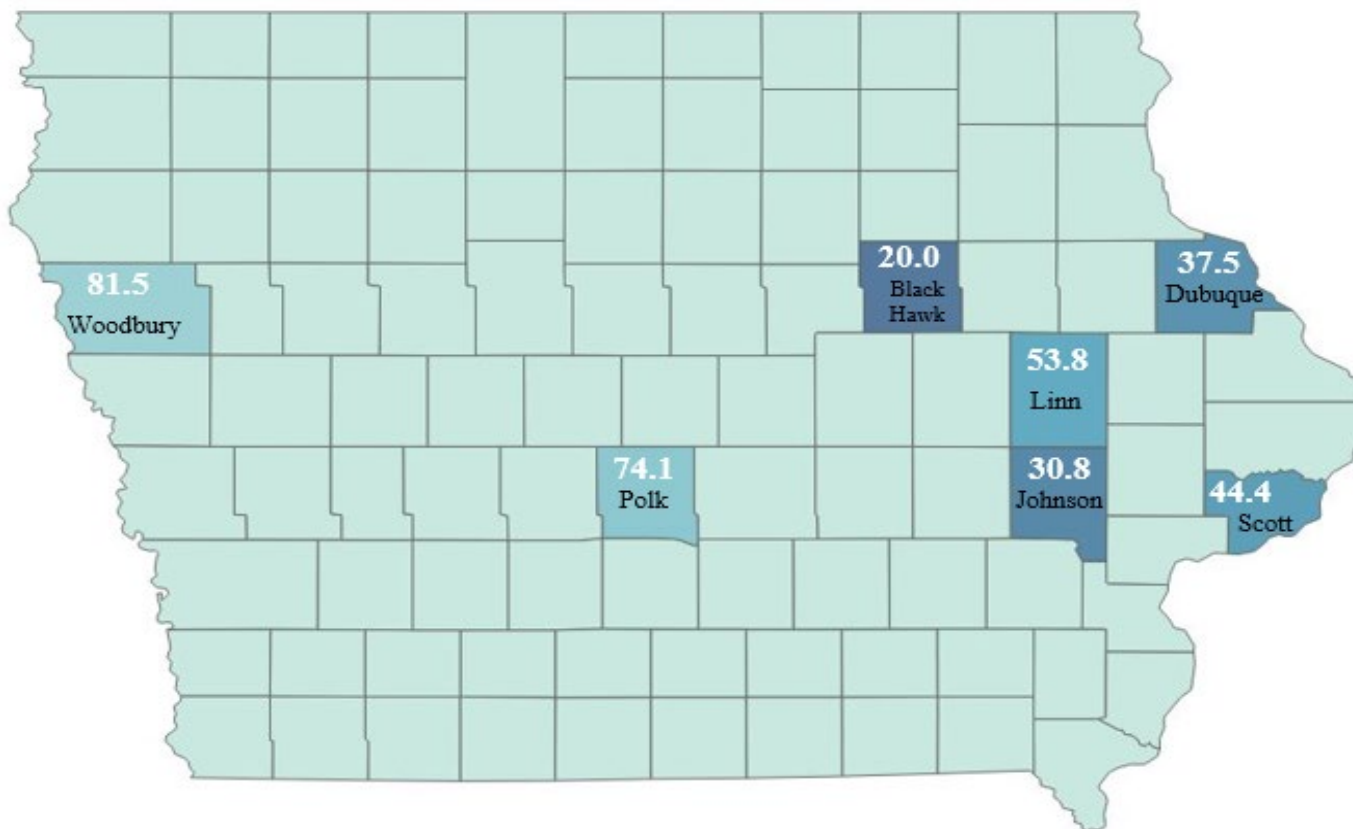 20.0
Black
Hawk
37.5
Dubuque
81.5
Woodbury
53.8
Linn
74.1
Polk
30.8
Johnson
44.4
Scott